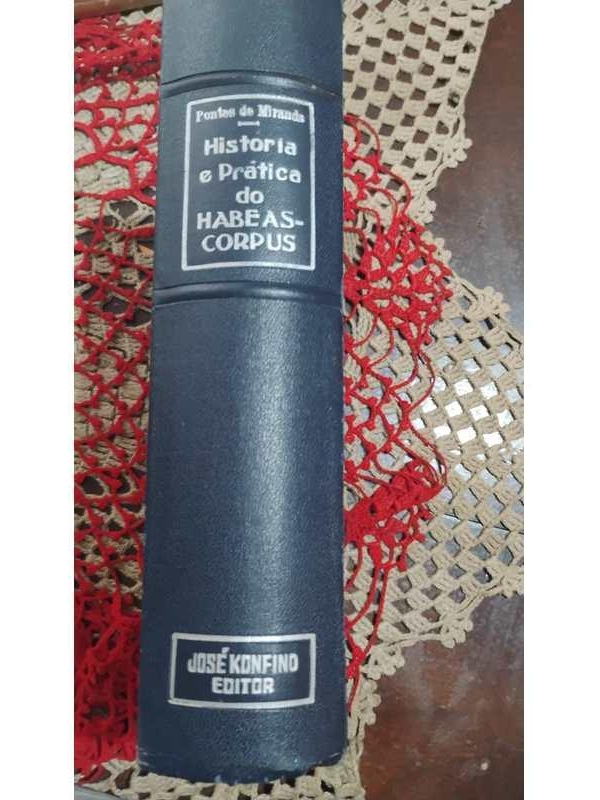 Pontes de Miranda
Historia
e Prática
do
HABEAS-
CORPUS
JOSÉ KONFINO
EDITOR